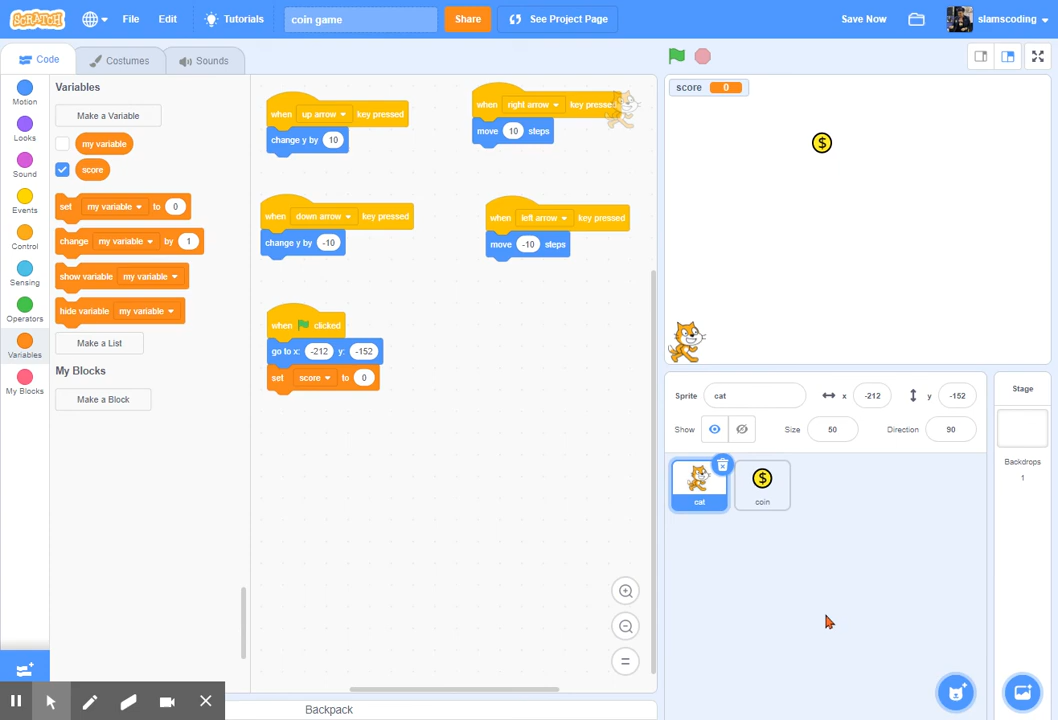 SCRATCH File Edit Tutorials coin game Share See Project Page Save Now slamscoding
Code Costumes Sounds
Motion
Looks
Sound
Events
Control
Sensing
Operators
Variables
My Blocks
Variables
Make a Variable
my variable
score
set my variable to 0
change my variable by 1
show variable my variable
hide variable my variable
Make a List
My Blocks
Make a Block
when up arrow key pressed
change y by 10
when right arrow key pressed
move 10 steps
when down arrow key pressed
change y by -10
when left arrow key pressed
move -10 steps
when clicked
go to x: -212 y: -152
set score to 0
Backpack
score 0
$
Sprite cat x -212 y -152
Show Size 50 Direction 90
cat
$
coin
Stage
Backdrops
1